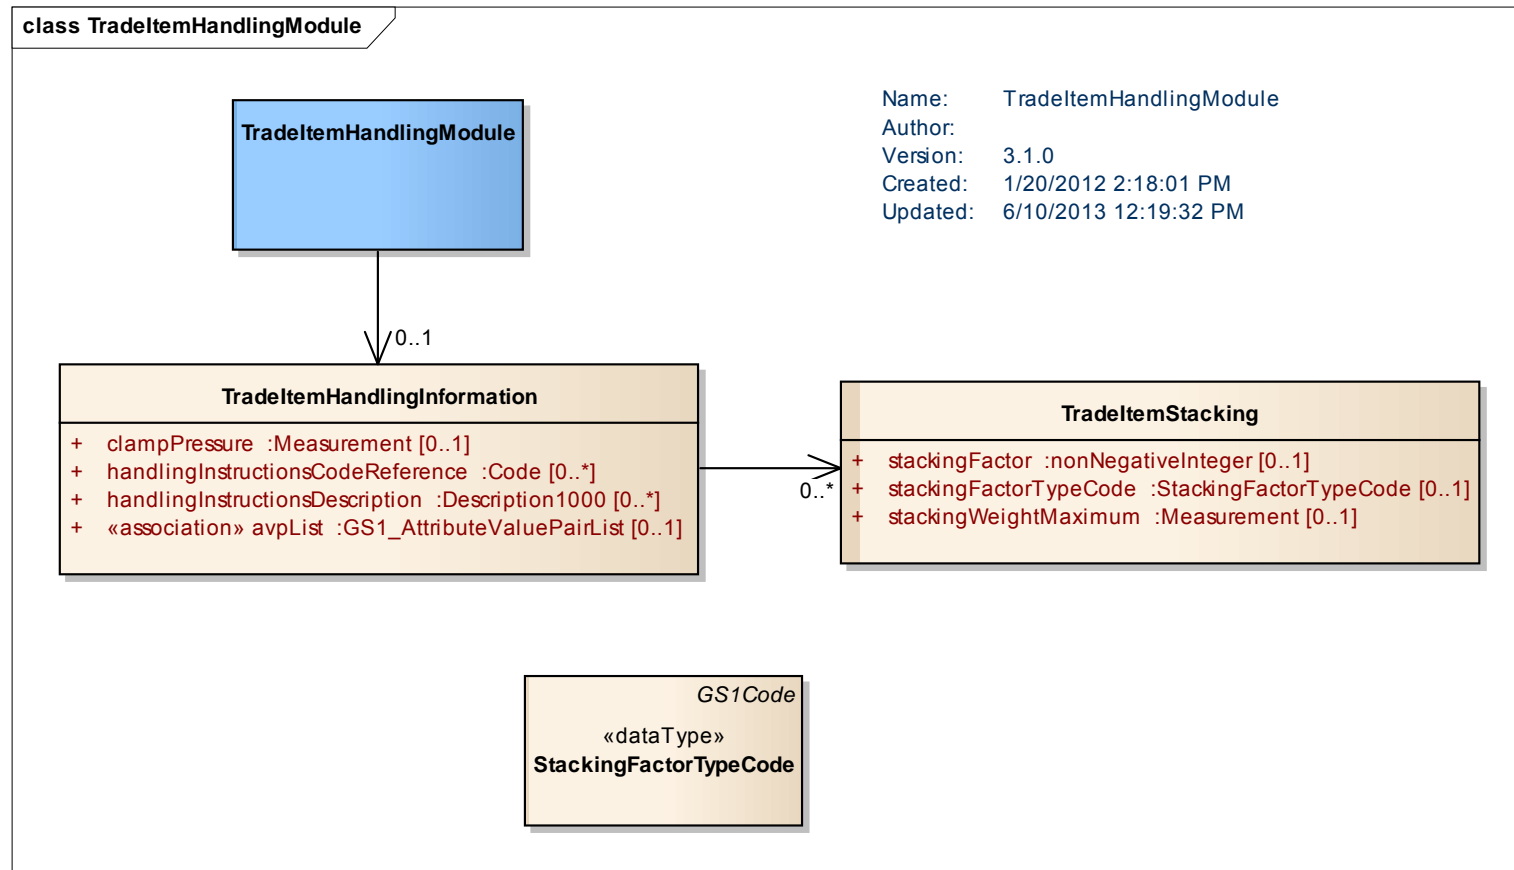 class TradeItemHandlingModule
TradeItemHandlingModule
Name: TradeItemHandlingModule
Author:
Version: 3.1.0
Created: 1/20/2012 2:18:01 PM
Updated: 6/10/2013 12:19:32 PM
0..1
TradeItemHandlingInformation
+ clampPressure :Measurement [0..1]
+ handlingInstructionsCodeReference :Code [0..*]
+ handlingInstructionsDescription :Description1000 [0..*]
+ «association» avpList :GS1_AttributeValuePairList [0..1]
0..*
TradeItemStacking
+ stackingFactor :nonNegativeInteger [0..1]
+ stackingFactorTypeCode :StackingFactorTypeCode [0..1]
+ stackingWeightMaximum :Measurement [0..1]
GS1Code
«dataType»
StackingFactorTypeCode